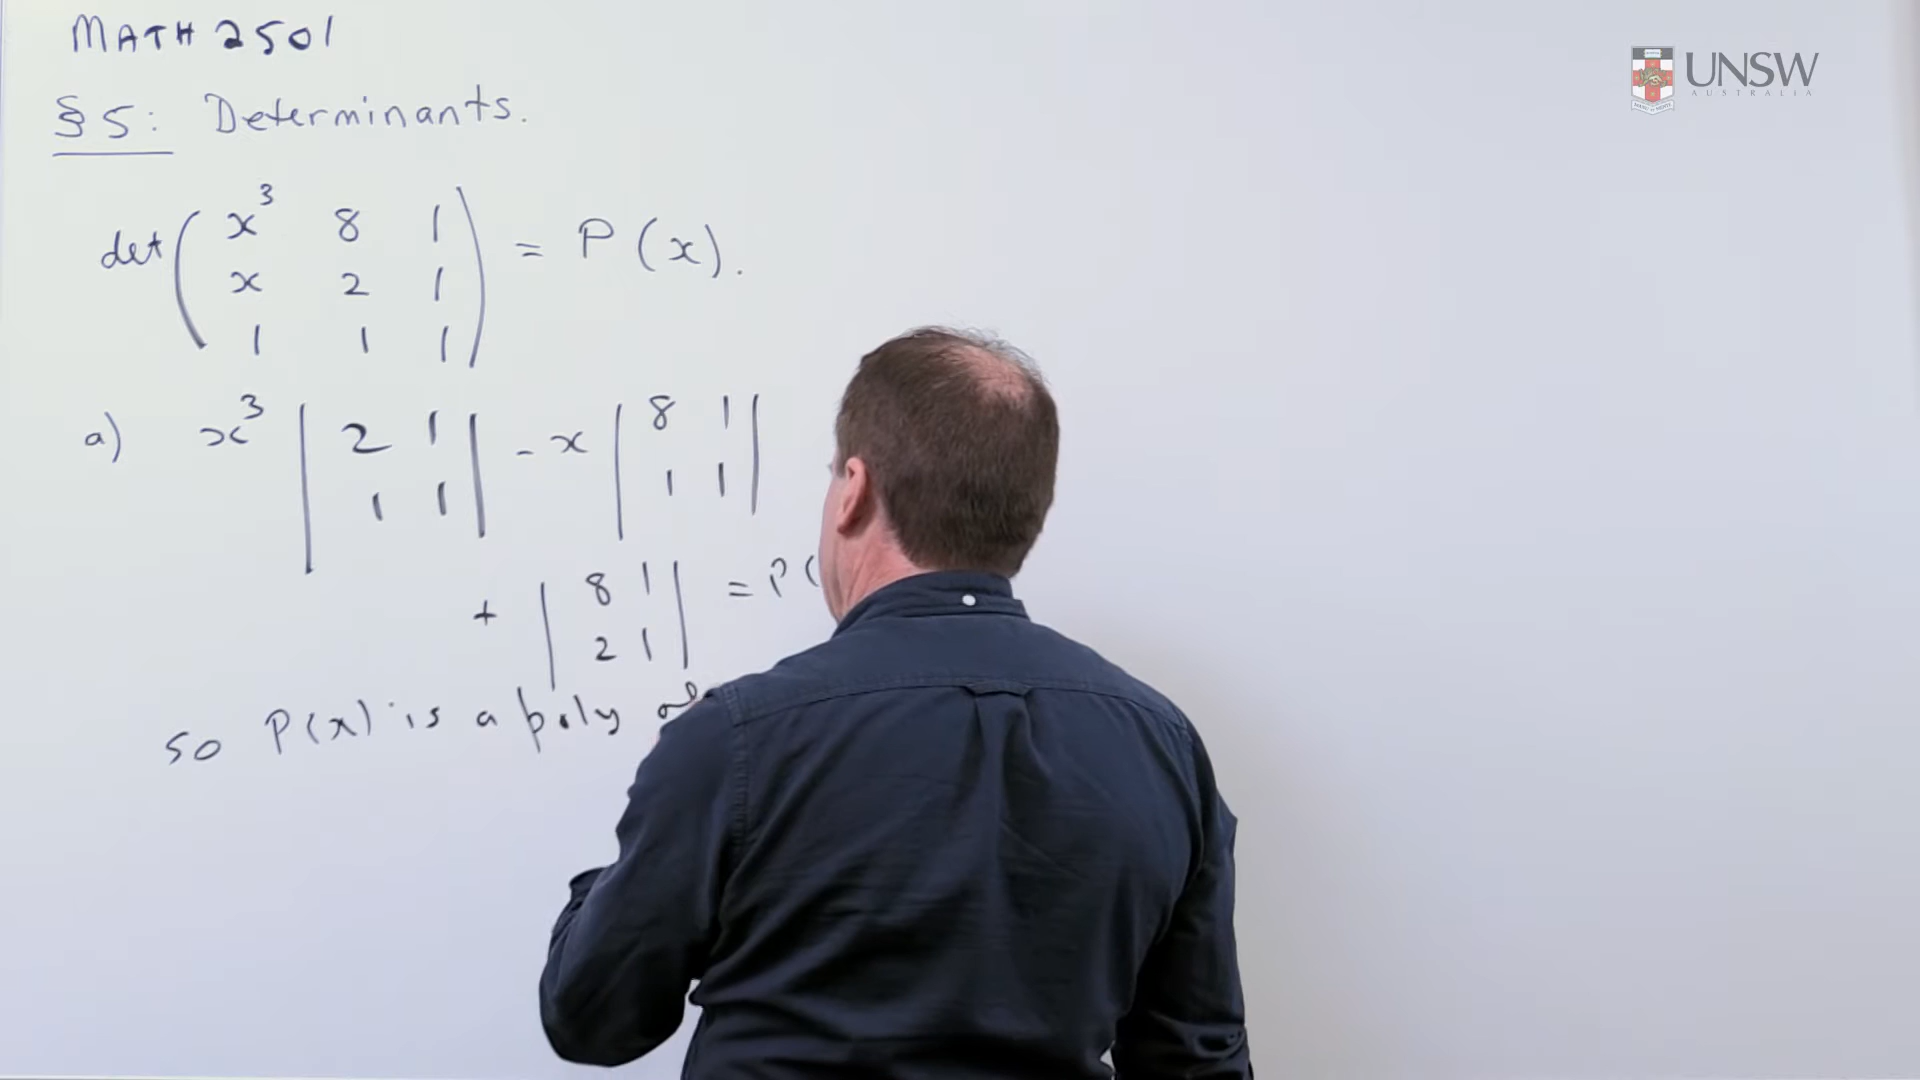 MATH 2501
UNSW
AUSTRALIA
§5: Determinants.
det ( x³ 8 1
x 2 1
1 1 1 ) = P(x).
a) x³ | 2 1 | - x | 8 1 |
| 1 1 | | 1 1 |
+ | 8 1 | = P(
| 2 1 |
so P(x) is a poly